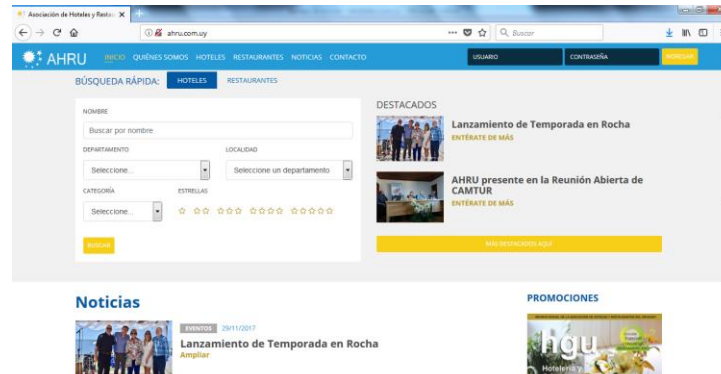 Asociación de Hoteles y Restau
ahru.com.uy
Buscar
AHRU
INICIO QUIÉNES SOMOS HOTELES RESTAURANTES NOTICIAS CONTACTO
USUARIO
CONTRASEÑA
INGRESAR
BÚSQUEDA RÁPIDA:
HOTELES
RESTAURANTES
NOMBRE
Buscar por nombre
DEPARTAMENTO
LOCALIDAD
Seleccione...
Seleccione un departamento
CATEGORÍA
ESTRELLAS
Seleccione...
BUSCAR
DESTACADOS
Lanzamiento de Temporada en Rocha
ENTÉRATE DE MÁS
AHRU presente en la Reunión Abierta de
CAMTUR
ENTÉRATE DE MÁS
MÁS DESTACADOS AQUÍ
Noticias
EVENTOS 29/11/2017
Lanzamiento de Temporada en Rocha
Ampliar
PROMOCIONES
hgu
Hotelería y